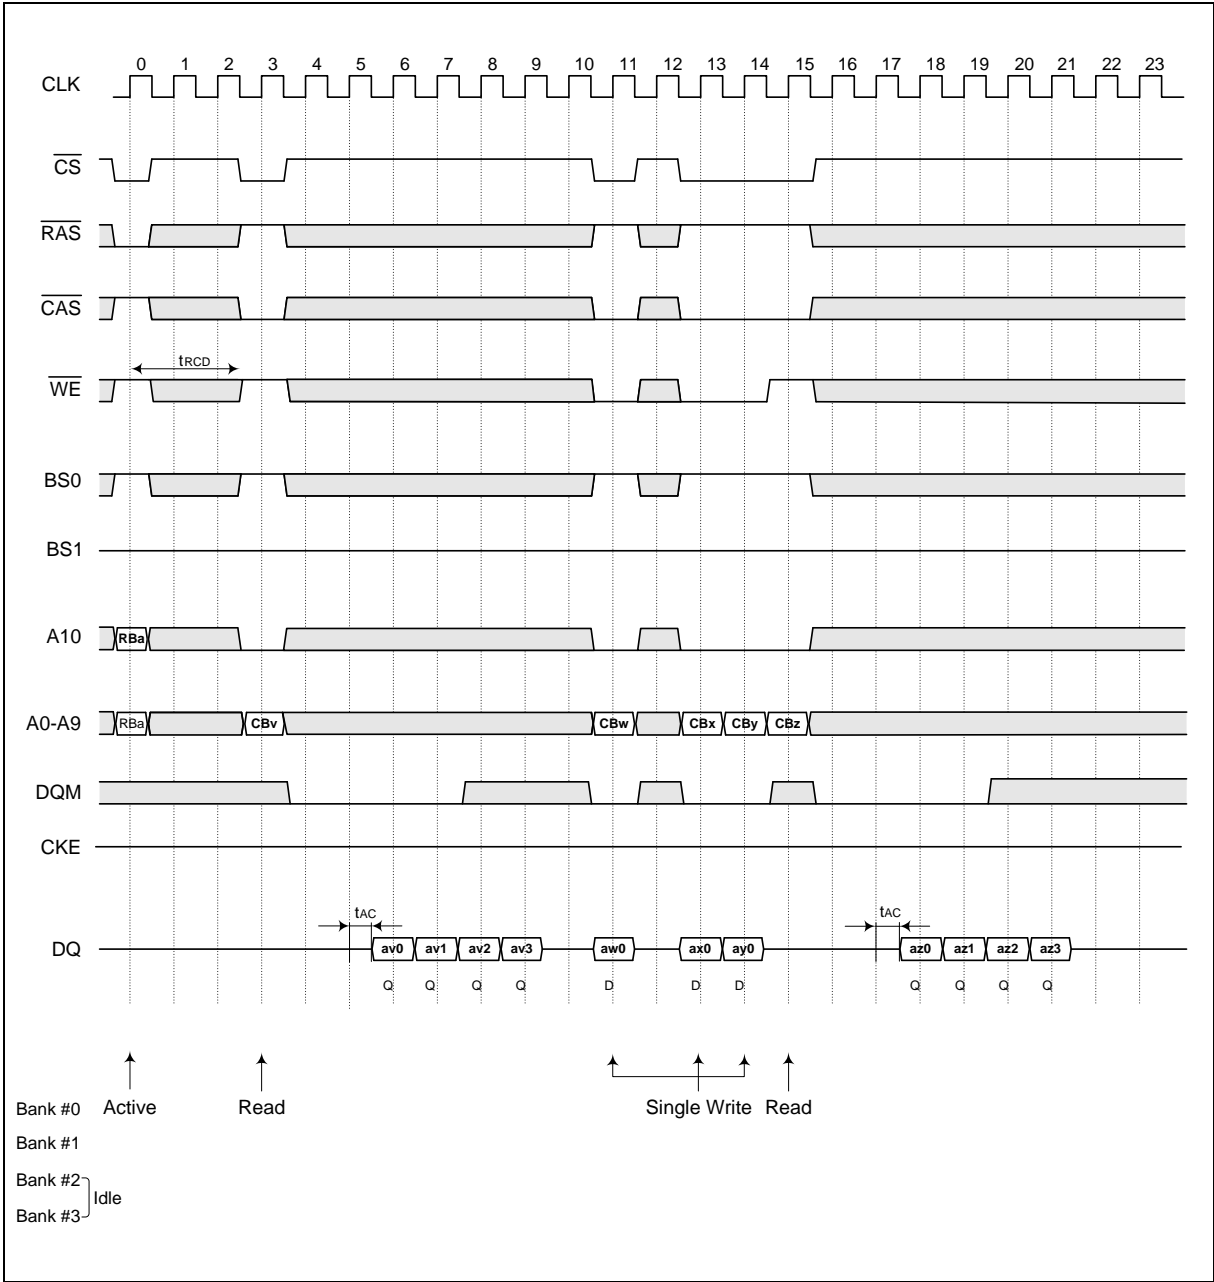 0 1 2 3 4 5 6 7 8 9 10 11 12 13 14 15 16 17 18 19 20 21 22 23
CLK
CS
RAS
CAS
tRCD
WE
BS0
BS1
A10 RBa
A0-A9 RBa CBv CBw CBx CBy CBz
DQM
CKE
tAC tAC
DQ av0 av1 av2 av3 aw0 ax0 ay0 az0 az1 az2 az3
Q Q Q Q D D D Q Q Q Q
Bank #0 Active Read Single Write Read
Bank #1
Bank #2
Idle
Bank #3